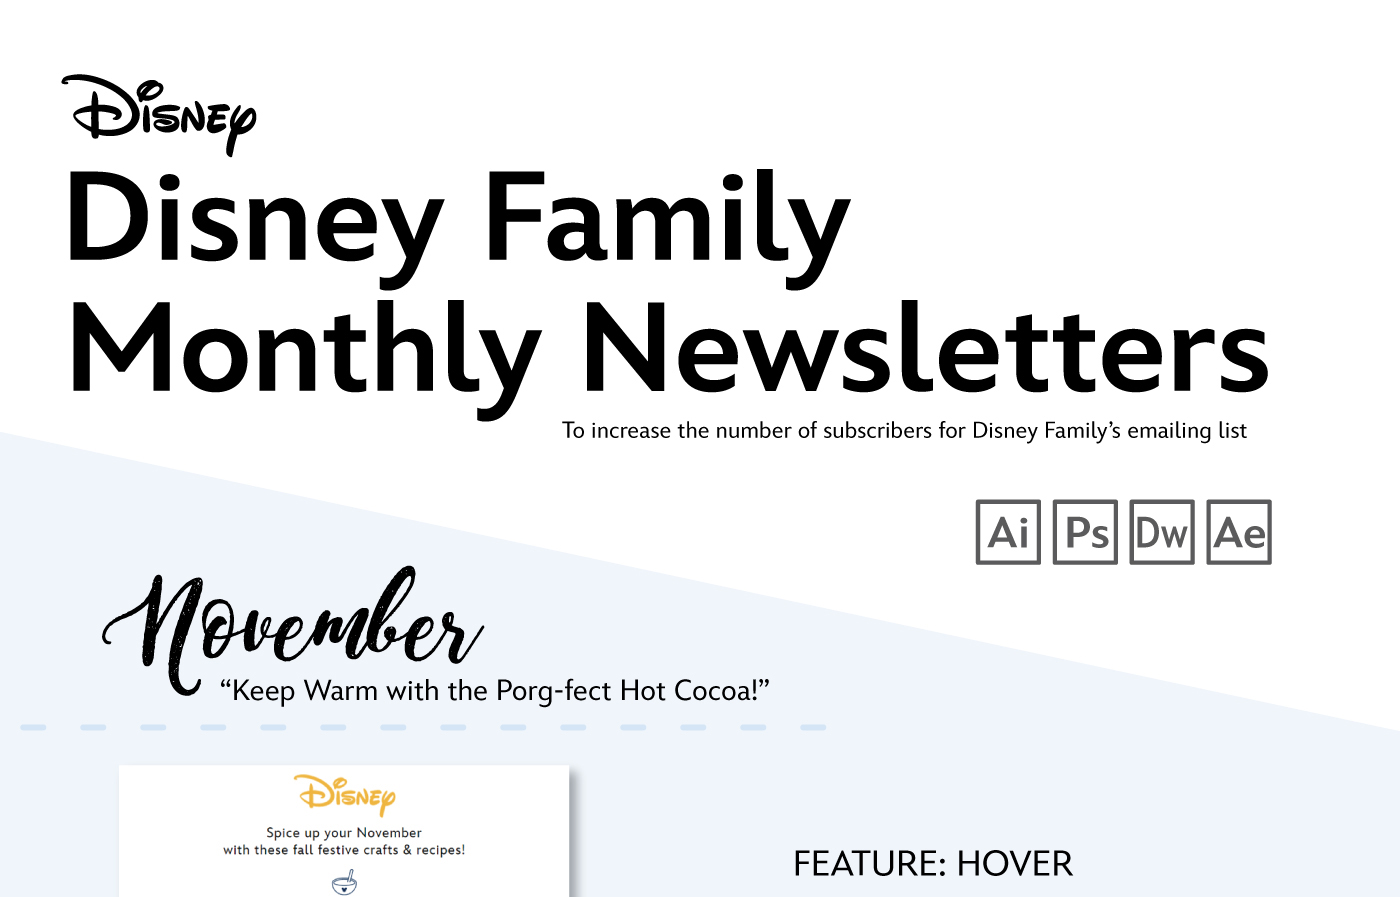 Disney
Disney Family
Monthly Newsletters
To increase the number of subscribers for Disney Family’s emailing list
Ai Ps Dw Ae
November
“Keep Warm with the Porg-fect Hot Cocoa!”
Disney
Spice up your November
with these fall festive crafts & recipes!
FEATURE: HOVER